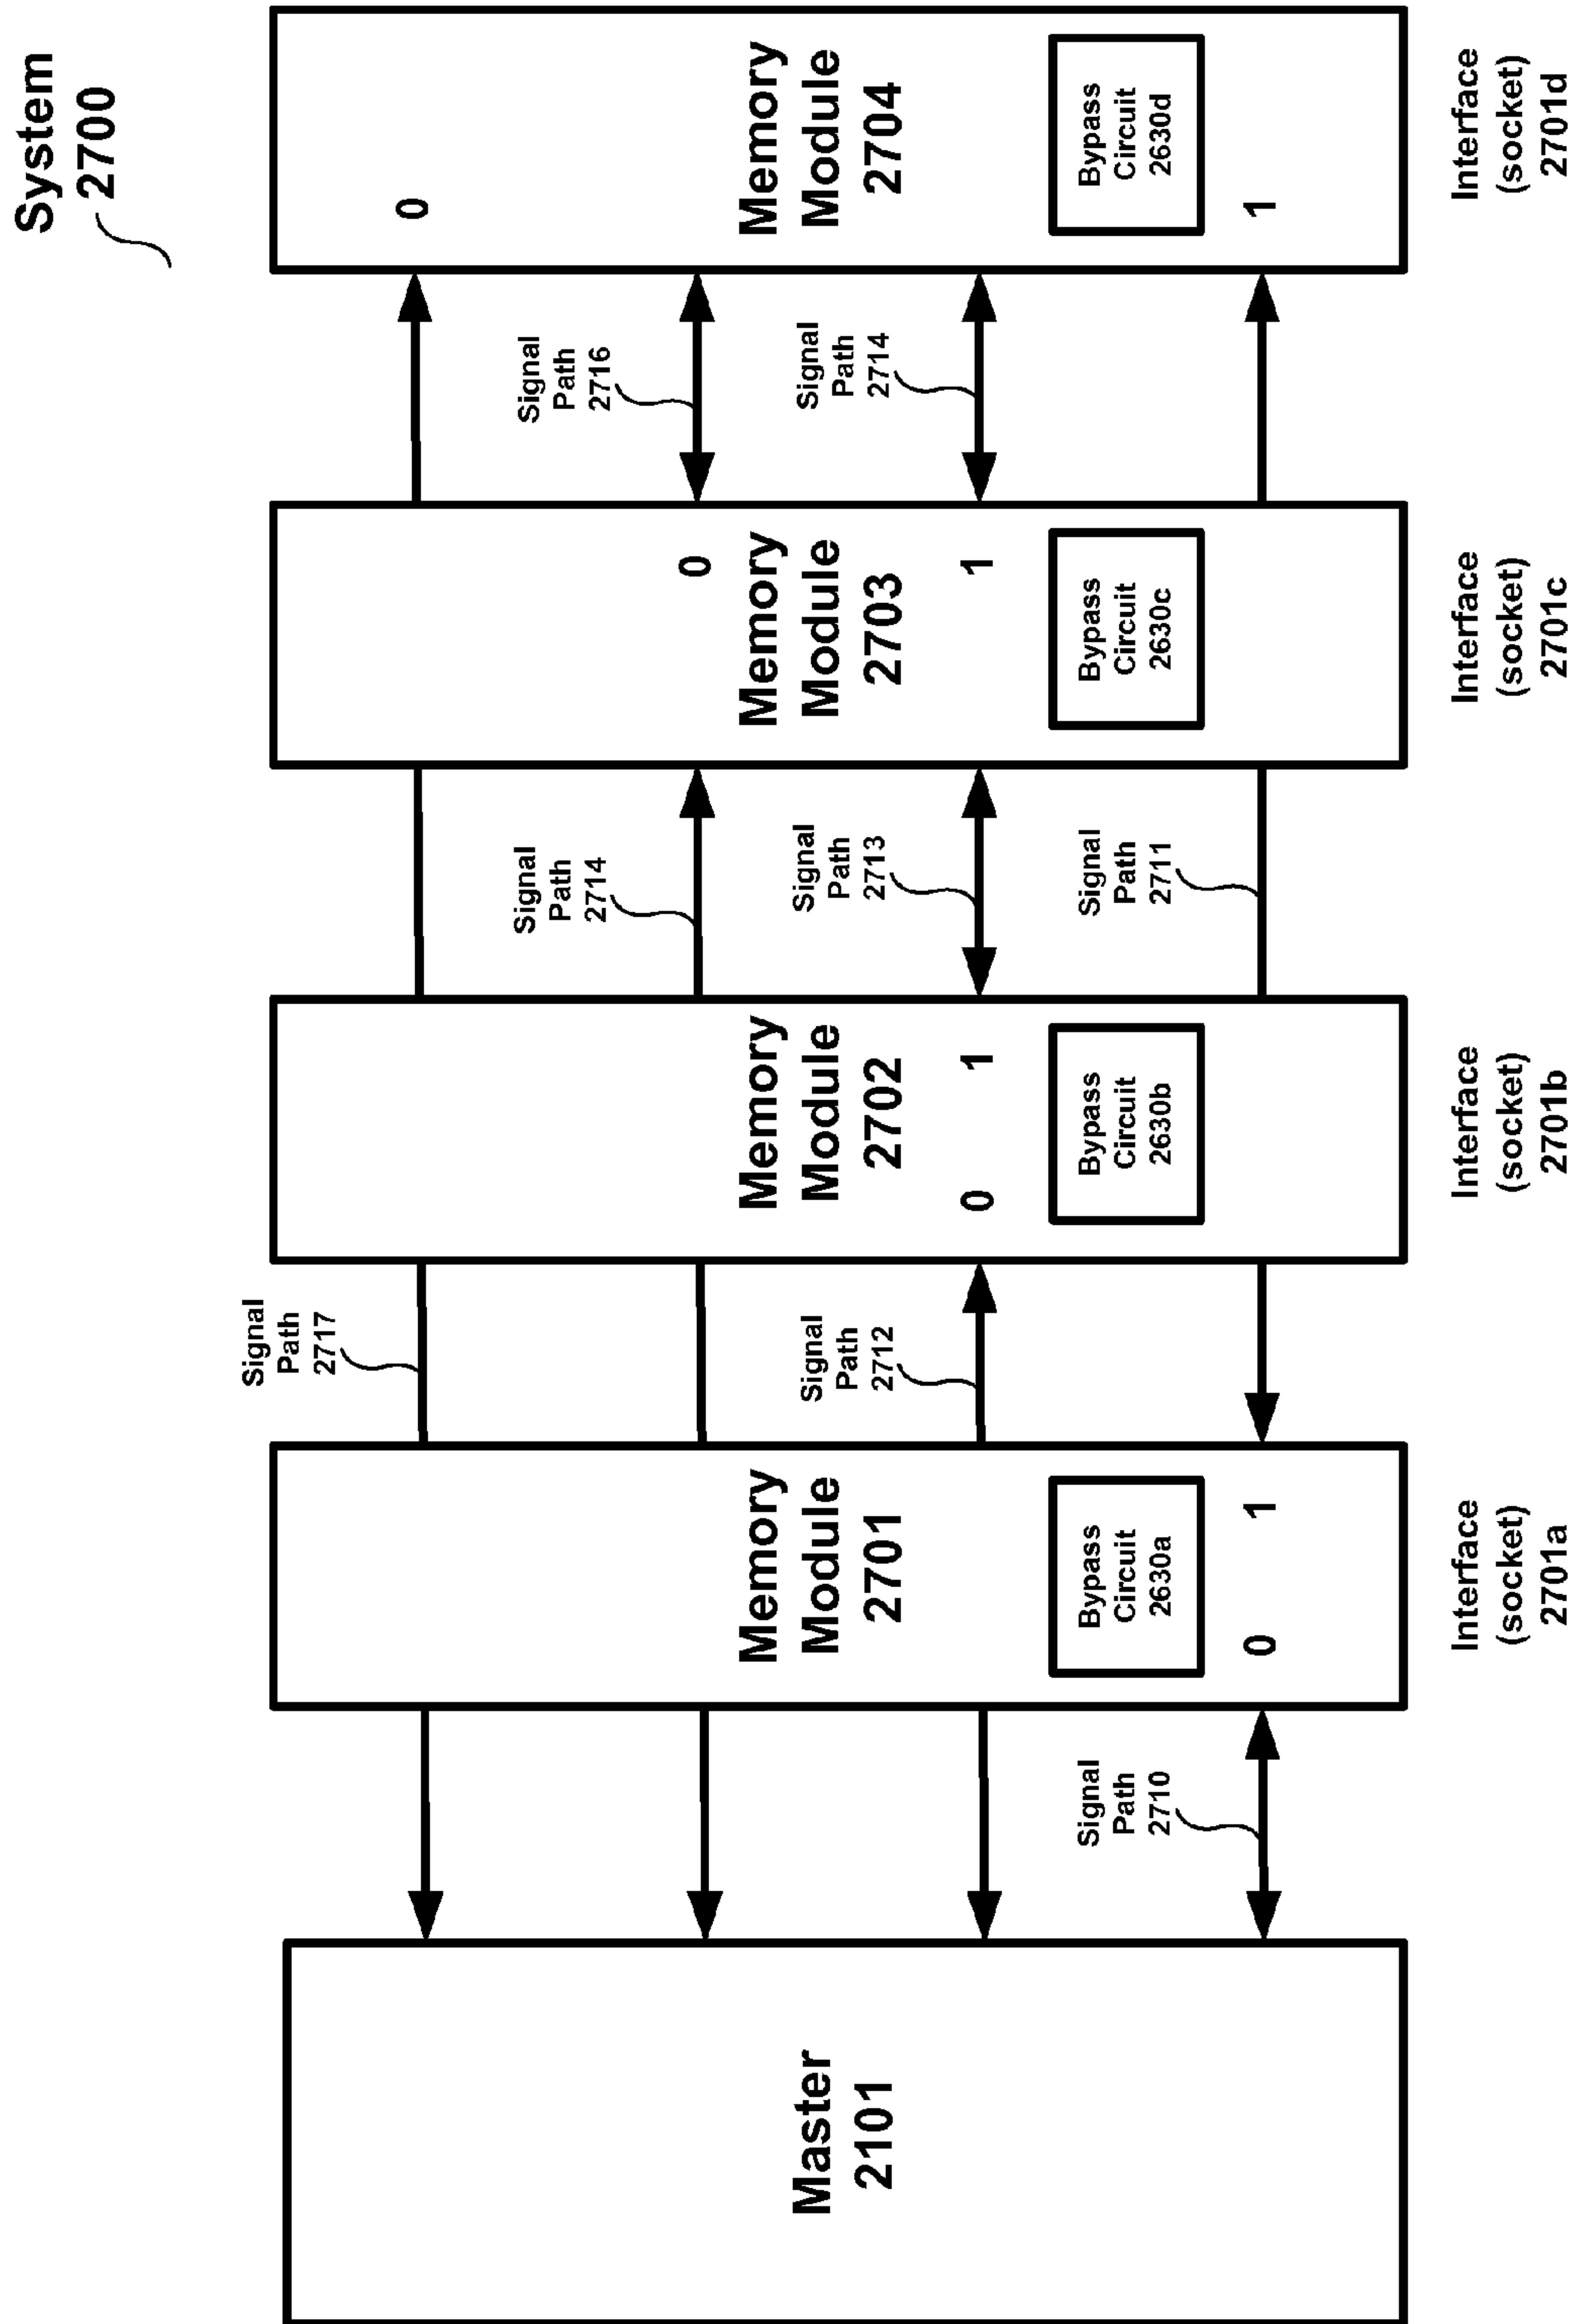 System
2700
Signal
Path
2717
0
Signal
Path
2714
Signal
Path
2716
0
Master
2101
Memory
Module
2701
Memory
Module
2702
Memory
Module
2703
Memory
Module
2704
Signal
Path
2712
Signal
Path
2713
Signal
Path
2714
0 1
1
Bypass
Circuit
2630a
Bypass
Circuit
2630b
Bypass
Circuit
2630c
Bypass
Circuit
2630d
Signal
Path
2710
Signal
Path
2711
0 1
1
Interface
(socket)
2701a
Interface
(socket)
2701b
Interface
(socket)
2701c
Interface
(socket)
2701d